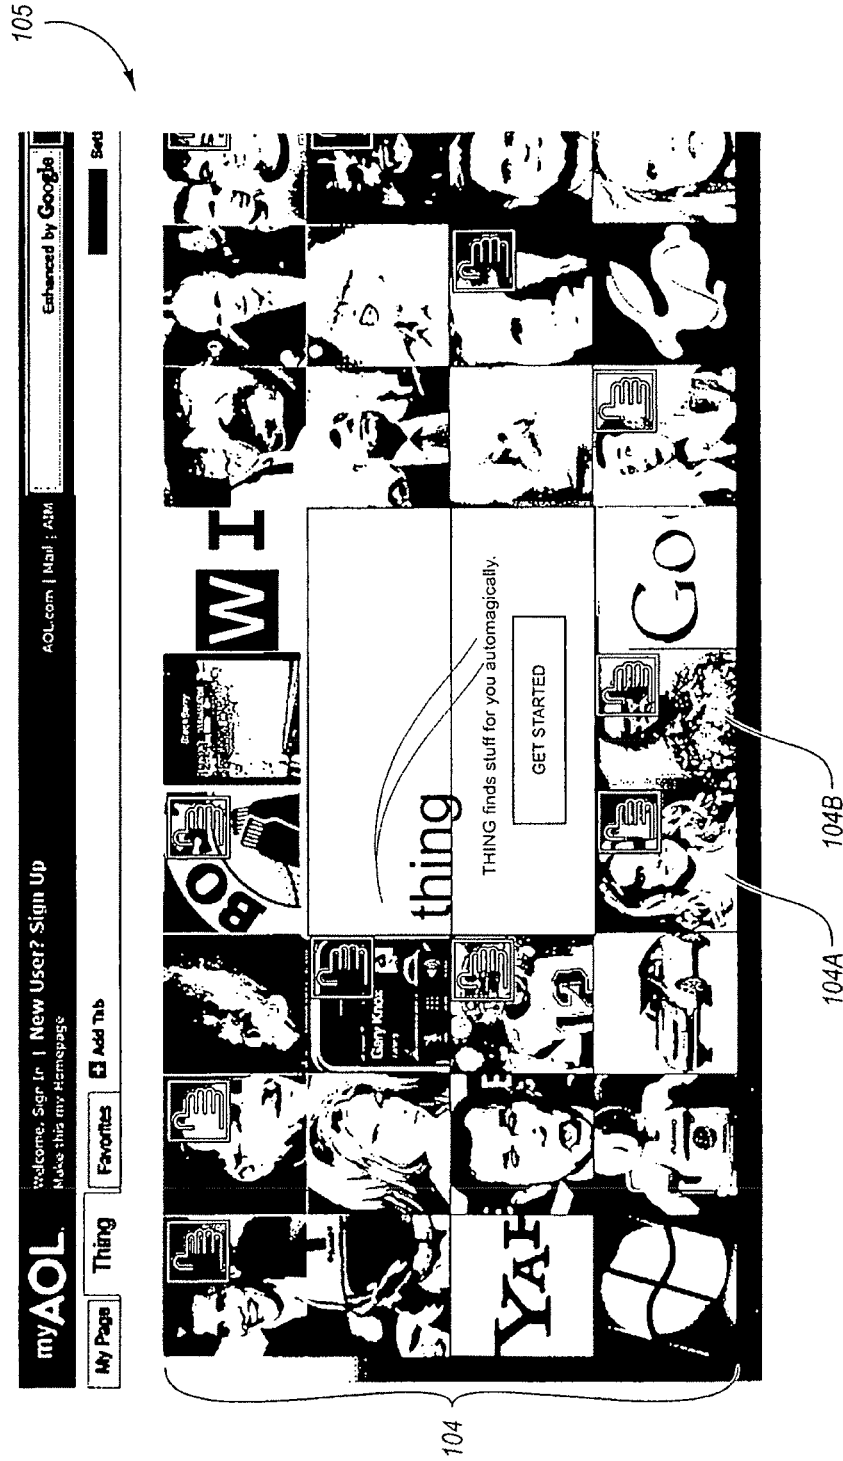 105
myAOL
Welcome. Sign In | New User? Sign Up
Make this my Homepage
AOL.com | Mail : AIM
Enhanced by Google
My Page
Thing
Favorites
Add Tab
BO
W I
Gary Knox
thing
THING finds stuff for you automagically.
GET STARTED
YAH
12
Go
104
104A
104B